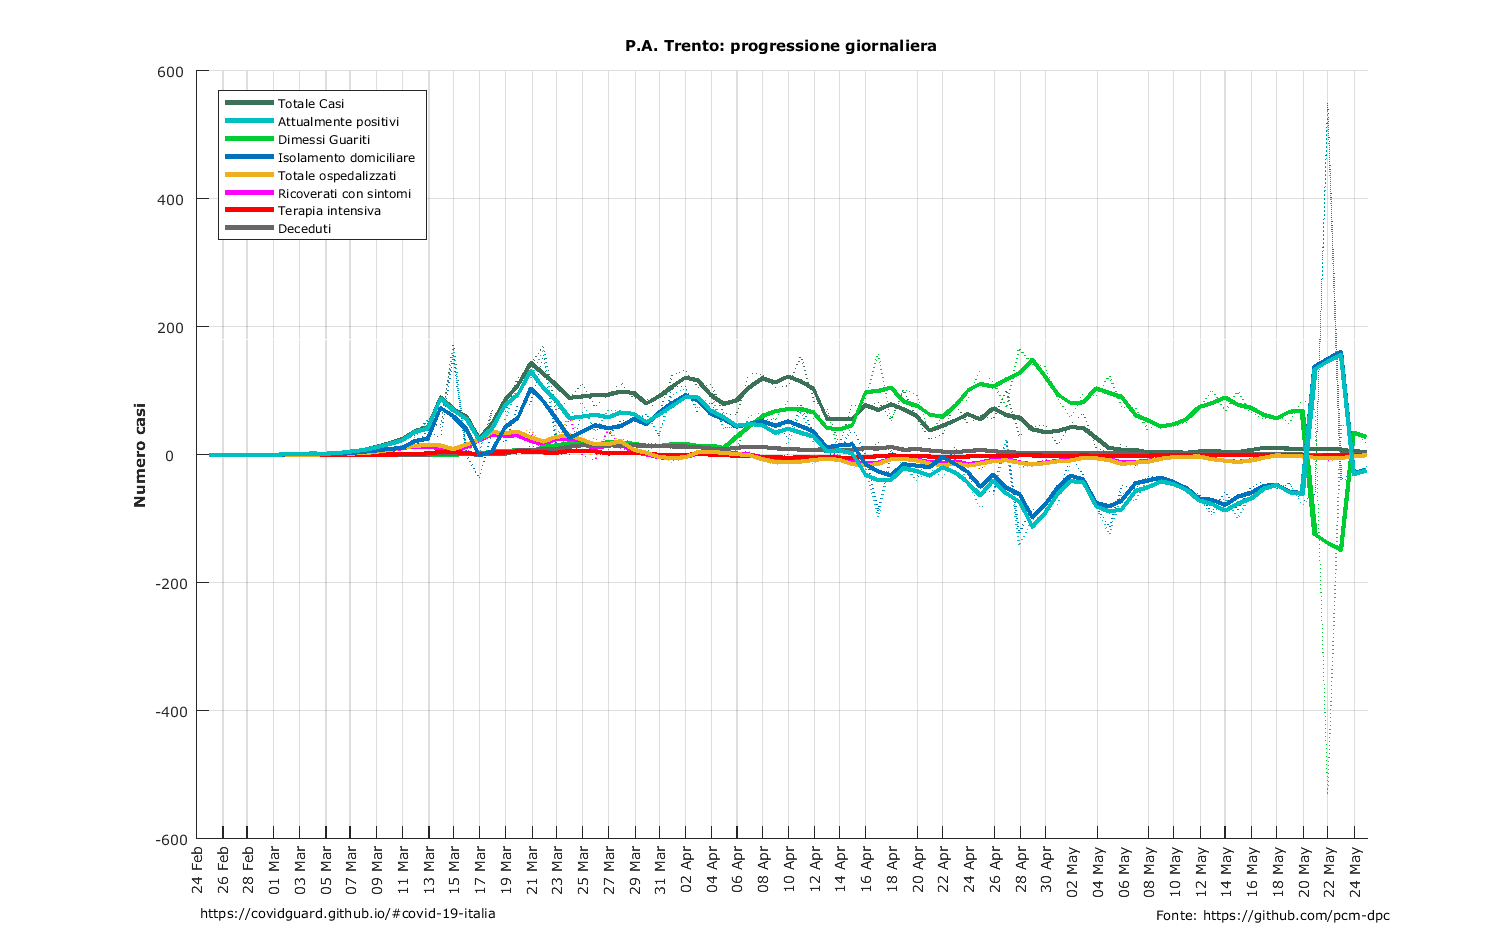 P.A. Trento: progressione giornaliera
600
400
200
0
-200
-400
-600
Numero casi
Totale Casi
Attualmente positivi
Dimessi Guariti
Isolamento domiciliare
Totale ospedalizzati
Ricoverati con sintomi
Terapia intensiva
Deceduti
24 Feb
26 Feb
28 Feb
01 Mar
03 Mar
05 Mar
07 Mar
09 Mar
11 Mar
13 Mar
15 Mar
17 Mar
19 Mar
21 Mar
23 Mar
25 Mar
27 Mar
29 Mar
31 Mar
02 Apr
04 Apr
06 Apr
08 Apr
10 Apr
12 Apr
14 Apr
16 Apr
18 Apr
20 Apr
22 Apr
24 Apr
26 Apr
28 Apr
30 Apr
02 May
04 May
06 May
08 May
10 May
12 May
14 May
16 May
18 May
20 May
22 May
24 May
https://covidguard.github.io/#covid-19-italia
Fonte: https://github.com/pcm-dpc